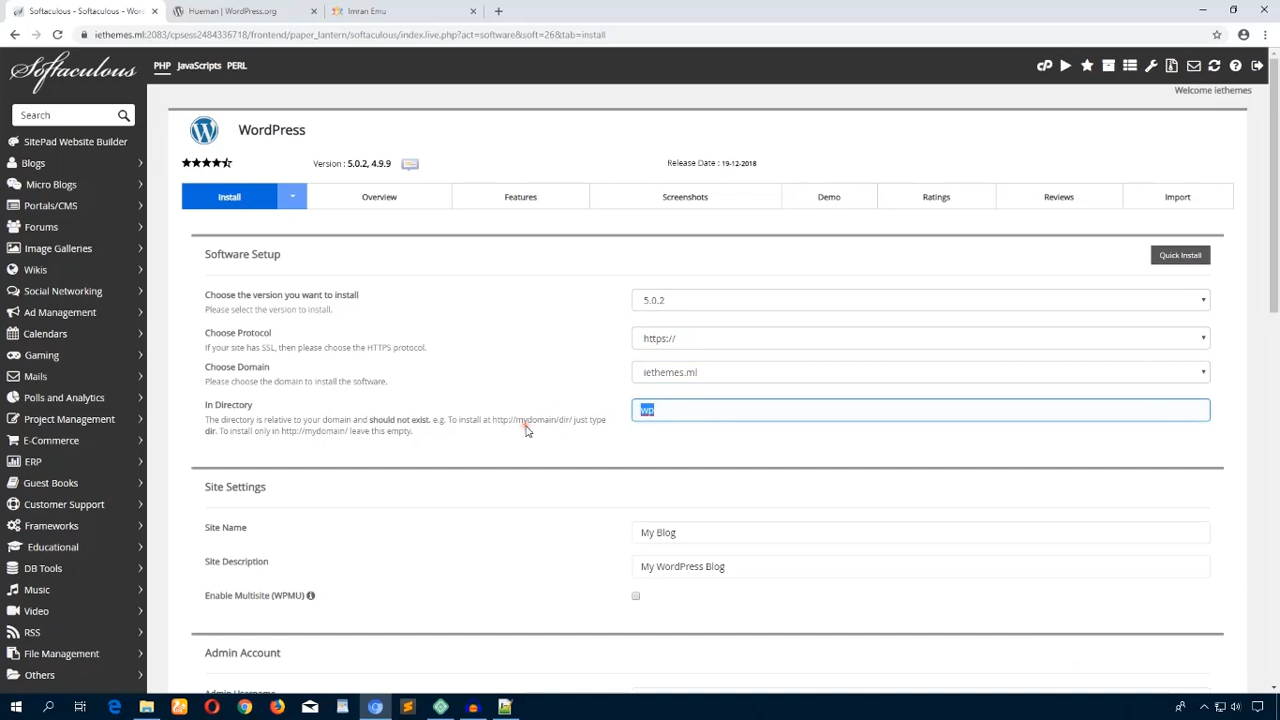 Softaculous - Softaculous - Wor
Hueman | WordPress.org
Imran Emu
iethemes.ml:2083/cpsess2484336718/frontend/paper_lantern/softaculous/index.live.php?act=software&soft=26&tab=install
Softaculous
PHP JavaScripts PERL
Welcome iethemes
Search
SitePad Website Builder
Blogs
Micro Blogs
Portals/CMS
Forums
Image Galleries
Wikis
Social Networking
Ad Management
Calendars
Gaming
Mails
Polls and Analytics
Project Management
E-Commerce
ERP
Guest Books
Customer Support
Frameworks
Educational
DB Tools
Music
Video
RSS
File Management
Others
WordPress
Version : 5.0.2, 4.9.9
Release Date : 19-12-2018
Install Overview Features Screenshots Demo Ratings Reviews Import
Software Setup
Quick Install
Choose the version you want to install
Please select the version to install.
5.0.2
Choose Protocol
If your site has SSL, then please choose the HTTPS protocol.
https://
Choose Domain
Please choose the domain to install the software.
iethemes.ml
In Directory
The directory is relative to your domain and should not exist. e.g. To install at http://mydomain/dir/ just type
dir. To install only in http://mydomain/ leave this empty.
wp
Site Settings
Site Name
My Blog
Site Description
My WordPress Blog
Enable Multisite (WPMU)
Admin Account
Admin Username